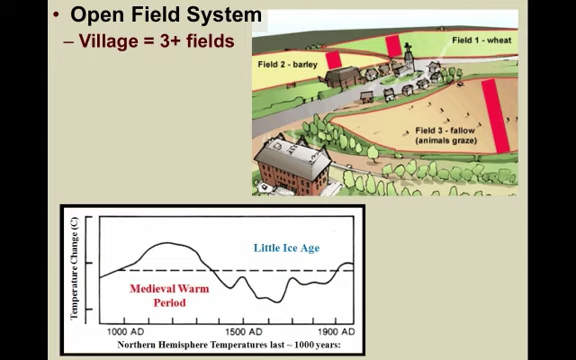 • Open Field System
– Village = 3+ fields
Field 1 - wheat
Field 2 - barley
Field 3 - fallow
(animals graze)
Temperature Change (C)
Little Ice Age
Medieval Warm
Period
1000 AD 1500 AD 1900 AD
Northern Hemisphere Temperatures last ~ 1000 years: